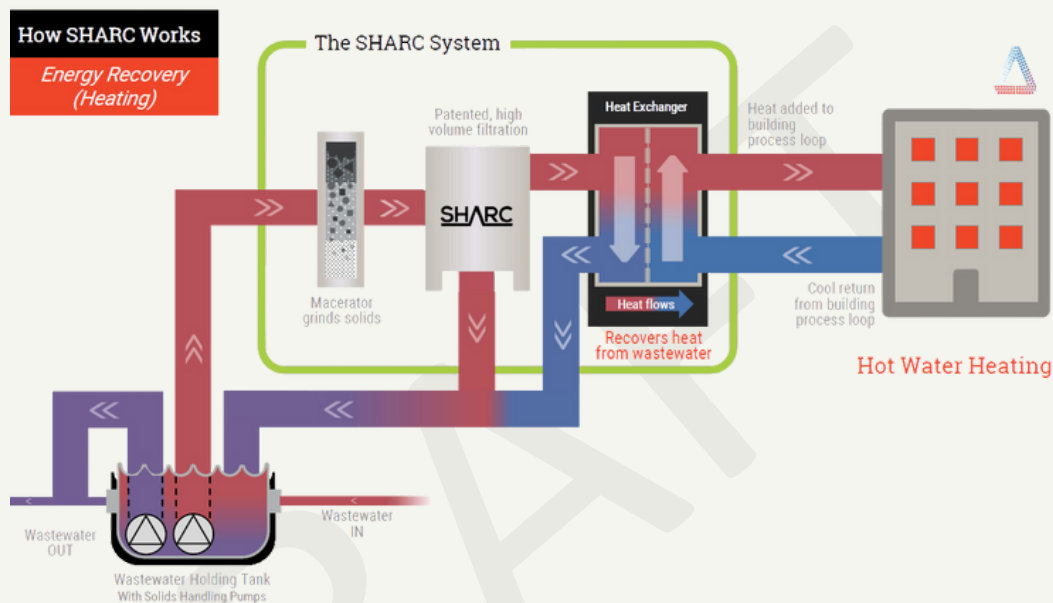 How SHARC Works
Energy Recovery
(Heating)
The SHARC System
Patented, high
volume filtration
Heat Exchanger
Heat added to
building
process loop
SHARC
Macerator
grinds solids
Heat flows
Recovers heat
from wastewater
Cool return
from building
process loop
Hot Water Heating
Wastewater
OUT
Wastewater
IN
Wastewater Holding Tank
With Solids Handling Pumps
DRAFT